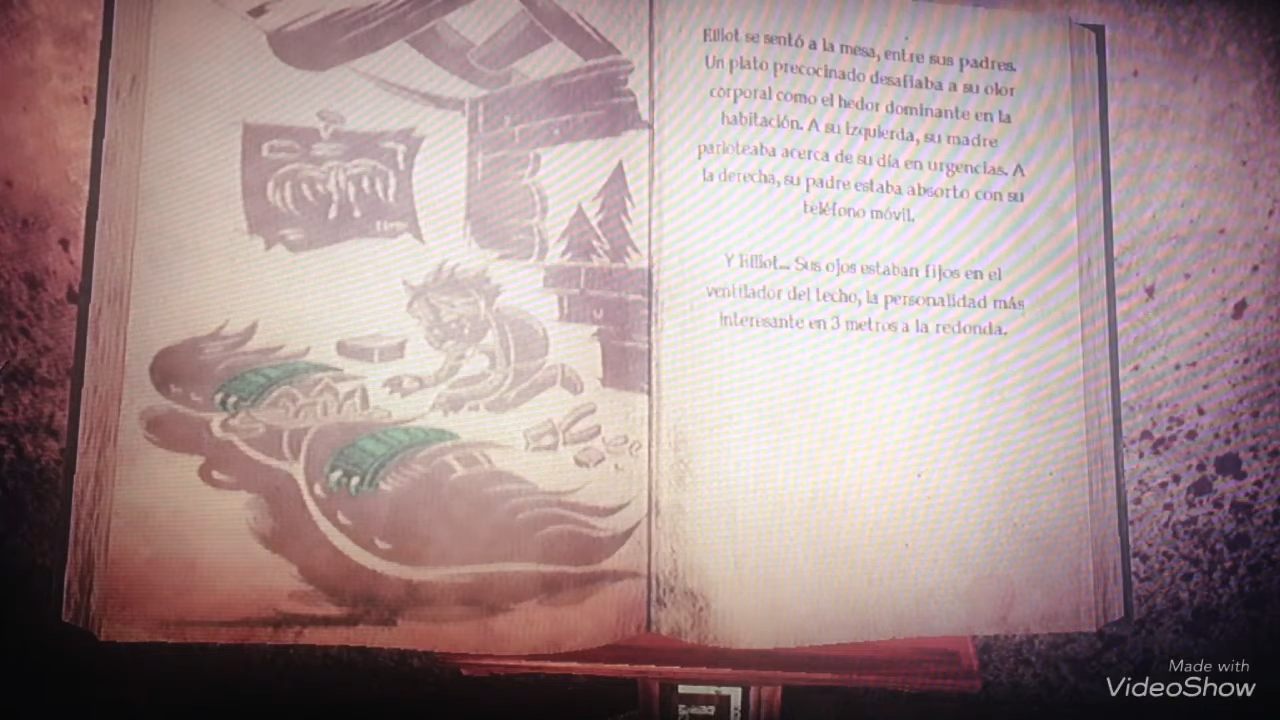 Elliot se sentó a la mesa, entre sus padres.
Un plato precocinado desafiaba a su olor
corporal como el hedor dominante en la
habitación. A su izquierda, su madre
parloteaba acerca de su día en urgencias. A
la derecha, su padre estaba absorto con su
teléfono móvil.
Y Elliot... Sus ojos estaban fijos en el
ventilador del techo, la personalidad más
interesante en 3 metros a la redonda.
Made with
VideoShow